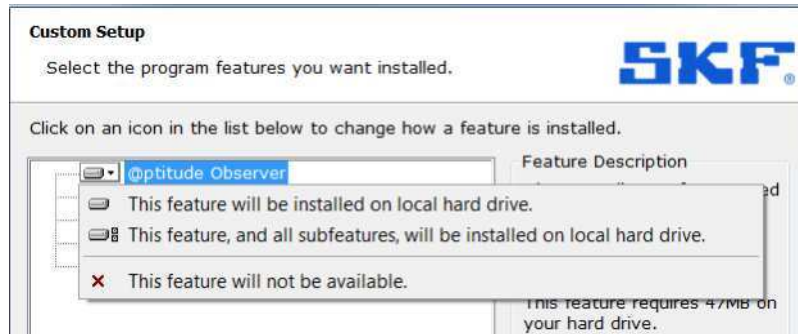 Custom Setup
Select the program features you want installed.
SKF®
Click on an icon in the list below to change how a feature is installed.
@ptitude Observer
Feature Description
This feature will be installed on local hard drive.
This feature, and all subfeatures, will be installed on local hard drive.
This feature will not be available.
This feature requires 47MB on
your hard drive.